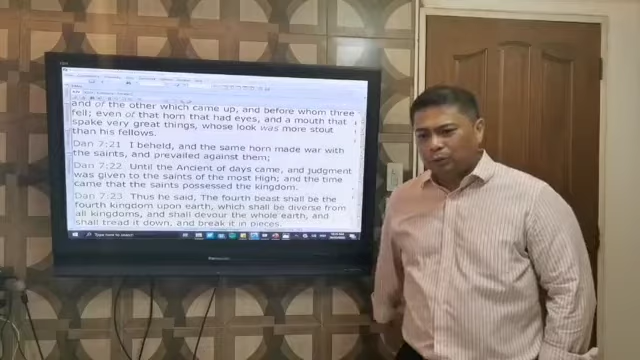 and of the other which came up, and before whom three
fell; even of that horn that had eyes, and a mouth that
spake very great things, whose look was more stout
than his fellows.
Dan 7:21 I beheld, and the same horn made war with
the saints, and prevailed against them;
Dan 7:22 Until the Ancient of days came, and judgment
was given to the saints of the most High; and the time
came that the saints possessed the kingdom.
Dan 7:23 Thus he said, The fourth beast shall be the
fourth kingdom upon earth, which shall be diverse from
all kingdoms, and shall devour the whole earth, and
shall tread it down, and break it in pieces.
Type here to search
Panasonic